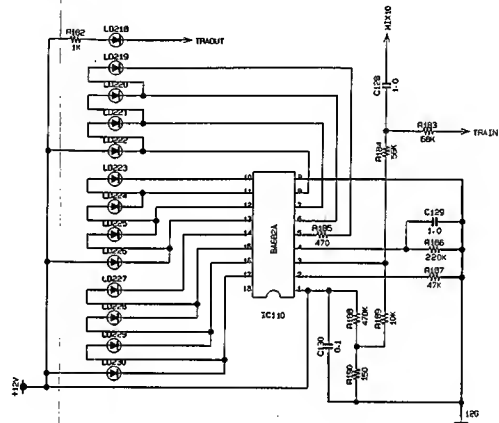 R182
1K
LD218
TRAOUT
LD219
LD220
LD221
LD222
LD223
LD224
LD225
LD226
LD227
LD228
LD229
LD230
MIX10
C128
1.0
R183
68K
TRAIN
R184
56K
10
11
12
13
14
15
16
17
18
9
8
7
6
5
4
3
2
1
BA682A
IC110
R185
470
C129
1.0
R186
220K
R187
47K
R188
470K
R189
10K
C130
0.1
R190
150
+12V
12G